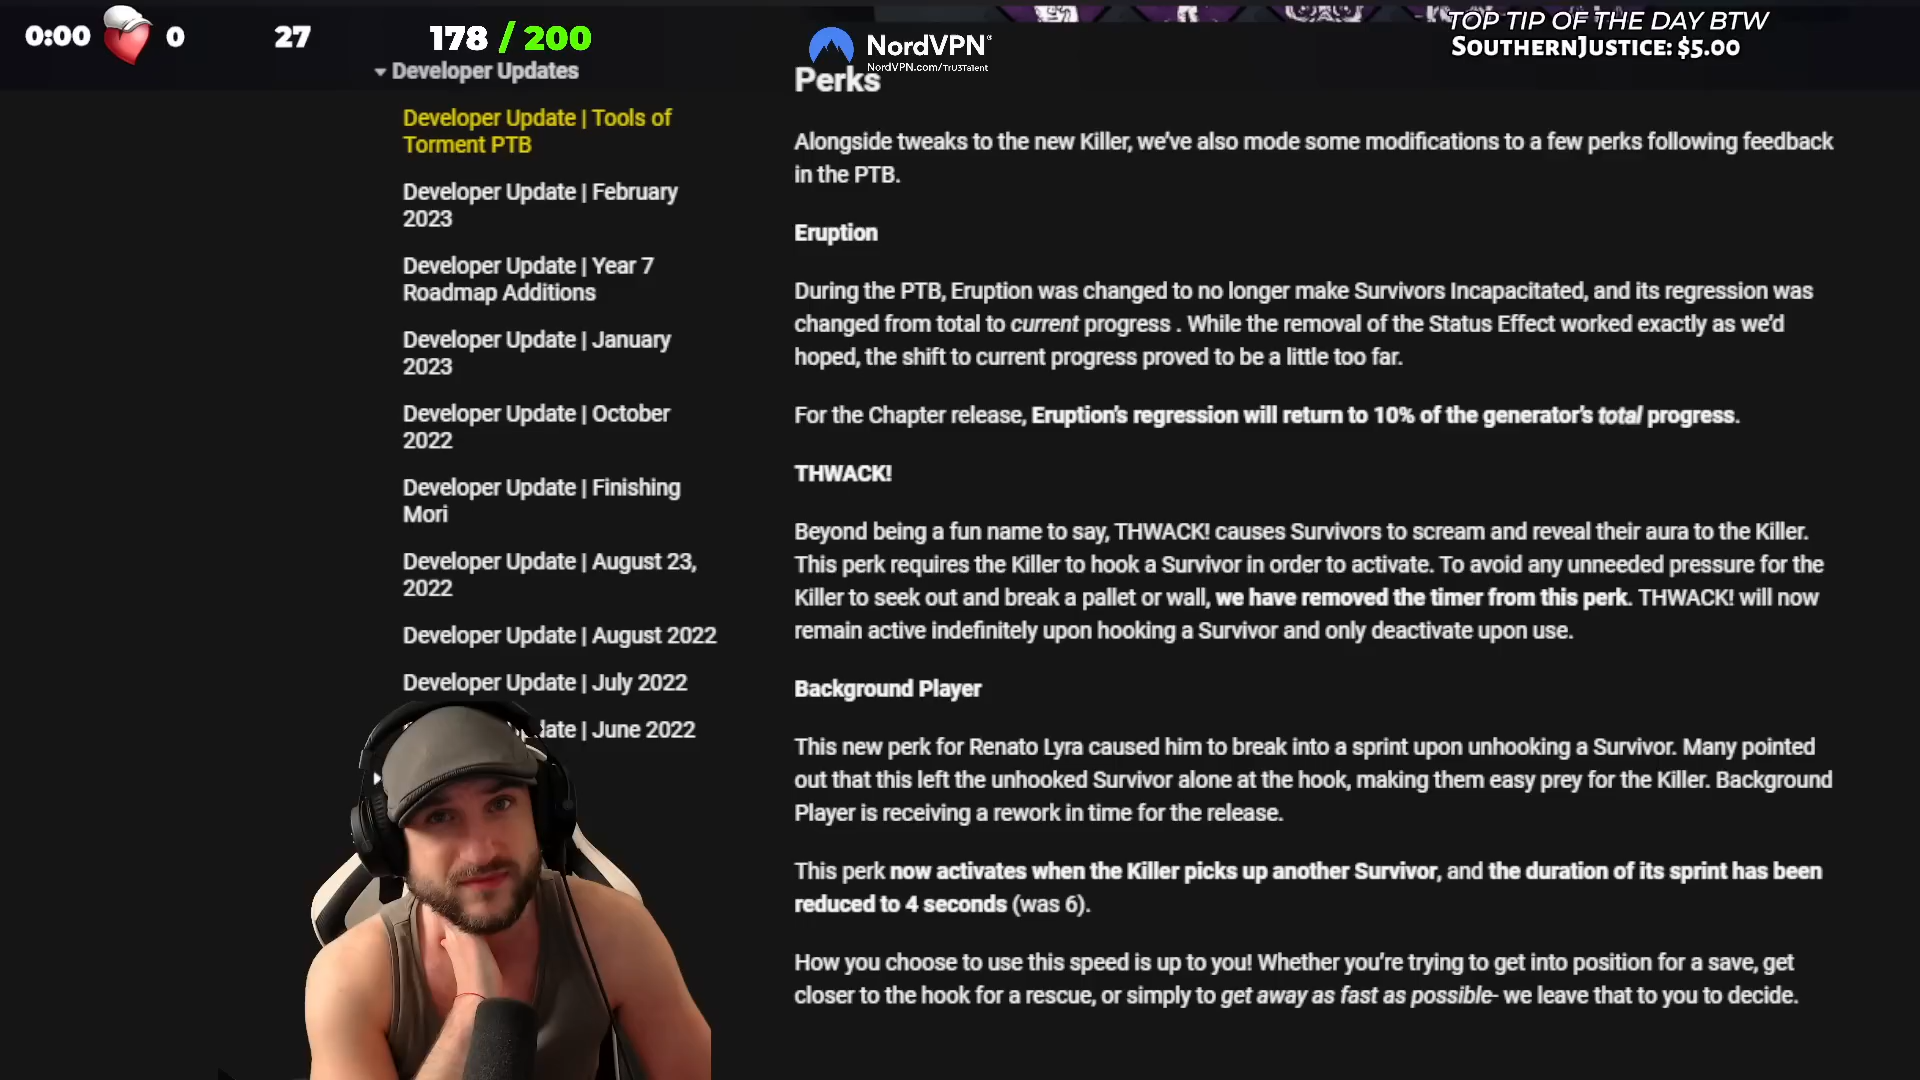 0:00
0
27
178 / 200
NordVPN®
NordVPN.com/Tru3Talent
TOP TIP OF THE DAY BTW
SouthernJustice: $5.00
Developer Updates
Developer Update | Tools of
Torment PTB
Developer Update | February
2023
Developer Update | Year 7
Roadmap Additions
Developer Update | January
2023
Developer Update | October
2022
Developer Update | Finishing
Mori
Developer Update | August 23,
2022
Developer Update | August 2022
Developer Update | July 2022
date | June 2022
Perks
Alongside tweaks to the new Killer, we've also mode some modifications to a few perks following feedback
in the PTB.
Eruption
During the PTB, Eruption was changed to no longer make Survivors Incapacitated, and its regression was
changed from total to current progress . While the removal of the Status Effect worked exactly as we'd
hoped, the shift to current progress proved to be a little too far.
For the Chapter release, Eruption's regression will return to 10% of the generator's total progress.
THWACK!
Beyond being a fun name to say, THWACK! causes Survivors to scream and reveal their aura to the Killer.
This perk requires the Killer to hook a Survivor in order to activate. To avoid any unneeded pressure for the
Killer to seek out and break a pallet or wall, we have removed the timer from this perk. THWACK! will now
remain active indefinitely upon hooking a Survivor and only deactivate upon use.
Background Player
This new perk for Renato Lyra caused him to break into a sprint upon unhooking a Survivor. Many pointed
out that this left the unhooked Survivor alone at the hook, making them easy prey for the Killer. Background
Player is receiving a rework in time for the release.
This perk now activates when the Killer picks up another Survivor, and the duration of its sprint has been
reduced to 4 seconds (was 6).
How you choose to use this speed is up to you! Whether you're trying to get into position for a save, get
closer to the hook for a rescue, or simply to get away as fast as possible- we leave that to you to decide.